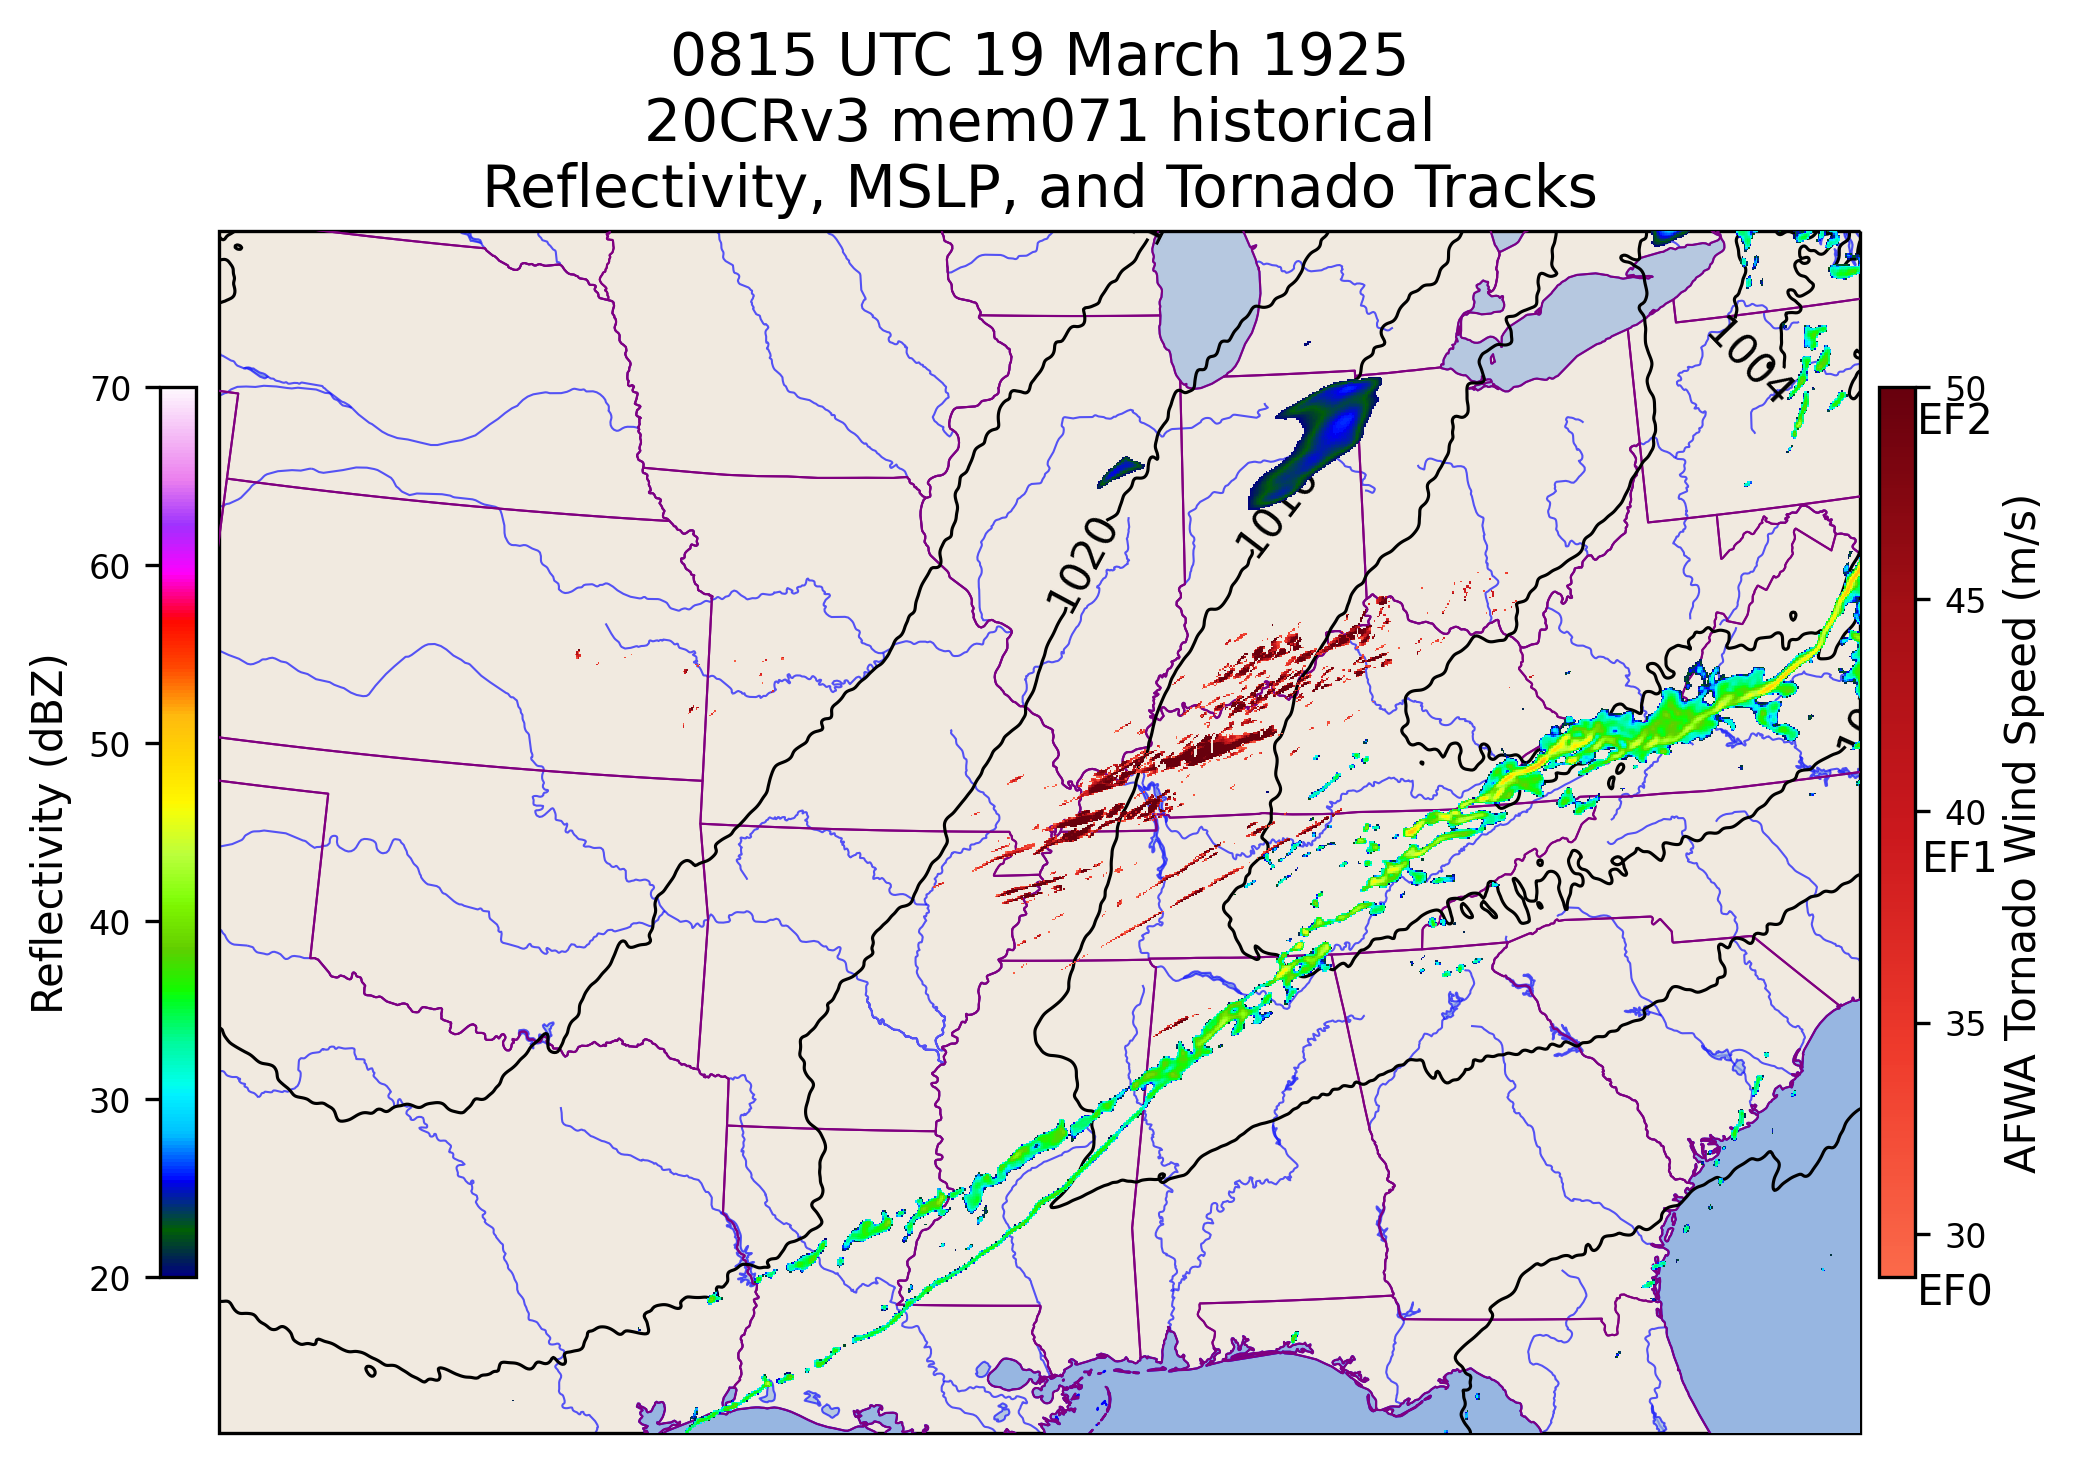 0815 UTC 19 March 1925
20CRv3 mem071 historical
Reflectivity, MSLP, and Tornado Tracks
Reflectivity (dBZ)
70
60
50
40
30
20
1004
1020
50
EF2
45
40
EF1
35
30
EF0
AFWA Tornado Wind Speed (m/s)